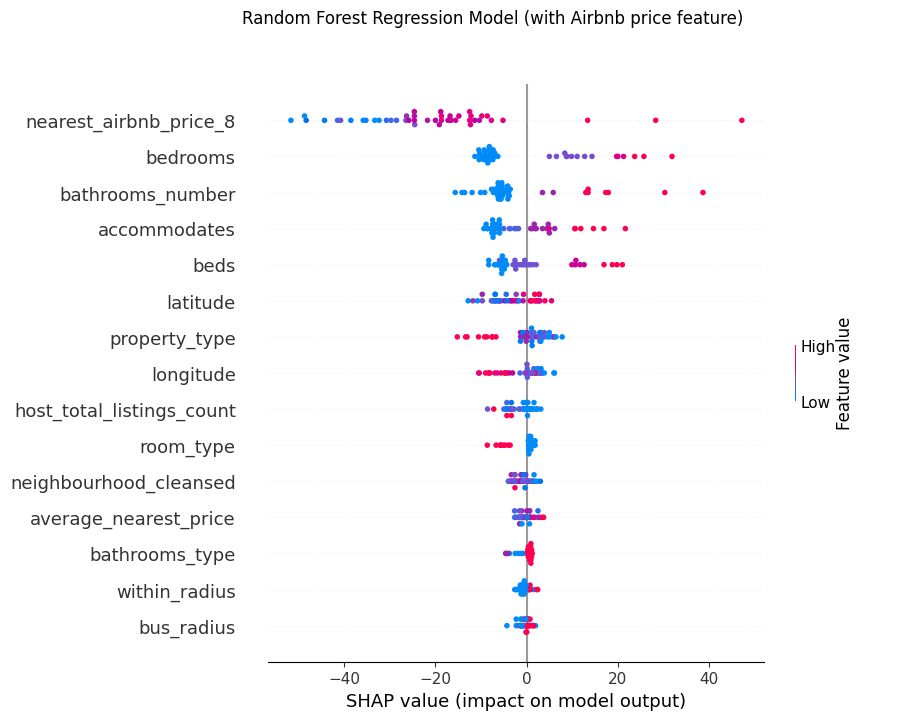 Random Forest Regression Model (with Airbnb price feature)
nearest_airbnb_price_8
bedrooms
bathrooms_number
accommodates
beds
latitude
property_type
longitude
host_total_listings_count
room_type
neighbourhood_cleansed
average_nearest_price
bathrooms_type
within_radius
bus_radius
−40 −20 0 20 40
SHAP value (impact on model output)
High
Low
Feature value